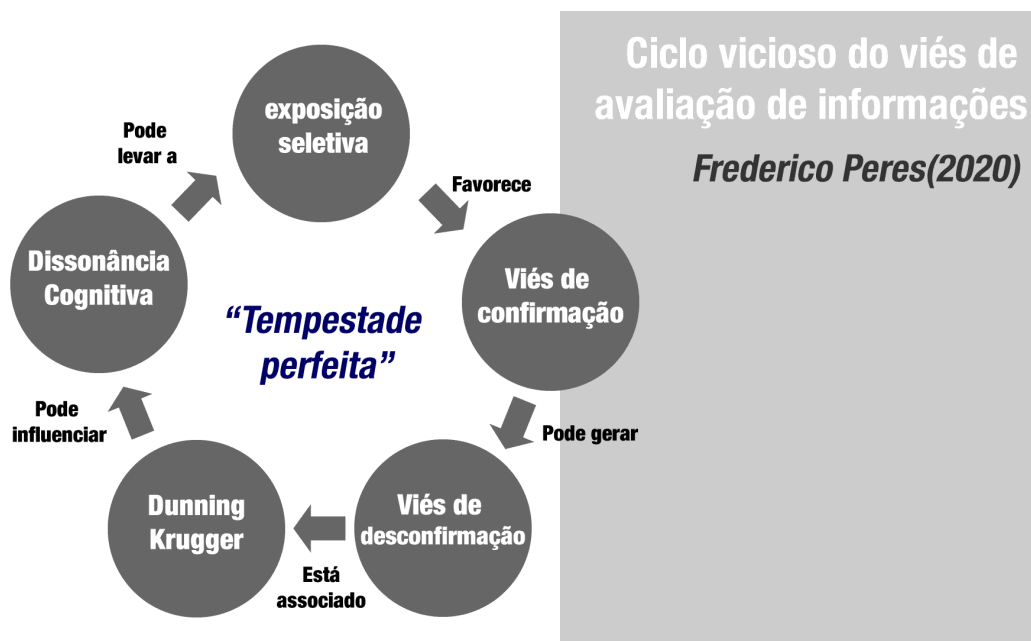 Ciclo vicioso do viés de
avaliação de informações
Frederico Peres(2020)
exposição
seletiva
Favorece
Viés de
confirmação
Pode gerar
Viés de
desconfirmação
Está
associado
Dunning
Krugger
Pode
influenciar
Dissonância
Cognitiva
Pode
levar a
“Tempestade
perfeita”